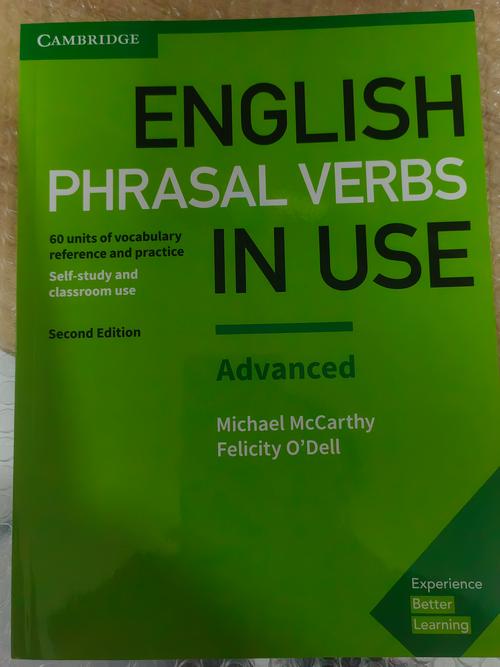 CAMBRIDGE
ENGLISH
PHRASAL VERBS
IN USE
60 units of vocabulary
reference and practice
Self-study and
classroom use
Second Edition
Advanced
Michael McCarthy
Felicity O'Dell
Experience
Better
Learning